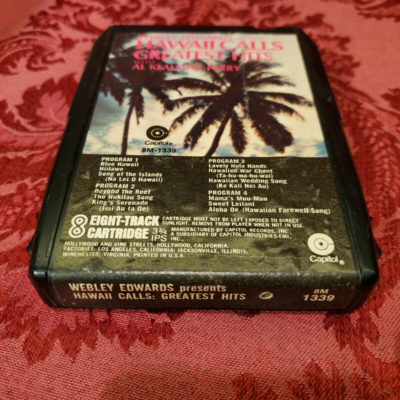 HAWAII CALLS
GREATEST HITS
WITH
AL KEALOHA PERRY
Capitol
8M-1339
PROGRAM 1
Blue Hawaii
Hiilawe
Song of the Islands
(Na Lei O Hawaii)
PROGRAM 2
Beyond the Reef
The Hukilau Song
King's Serenade
(Imi Au Ia Oe)
PROGRAM 3
Lovely Hula Hands
Hawaiian War Chant
(Ta-hu-wa-hu-wai)
Hawaiian Wedding Song
(Ke Kali Nei Au)
PROGRAM 4
Mama's Muu-Muu
Sweet Leilani
Aloha Oe (Hawaiian Farewell Song)
8 EIGHT-TRACK
CARTRIDGE 3¾ IPS
CARTRIDGE MUST NOT BE LEFT EXPOSED TO DIRECT
SUNLIGHT. REMOVE FROM PLAYER WHEN NOT IN USE.
MANUFACTURED BY CAPITOL RECORDS, INC.
A SUBSIDIARY OF CAPITOL INDUSTRIES-EMI,
INC.
HOLLYWOOD AND VINE STREETS, HOLLYWOOD, CALIFORNIA.
FACTORIES: LOS ANGELES, CALIFORNIA; JACKSONVILLE, ILLINOIS;
WINCHESTER, VIRGINIA. PRINTED IN U.S.A.
Capitol
WEBLEY EDWARDS presents
HAWAII CALLS: GREATEST HITS
8M
1339